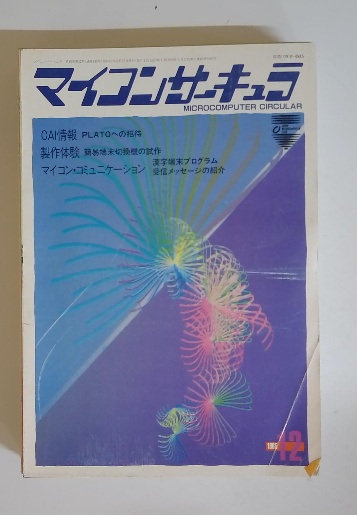 マイコンサーキュラ
MICROCOMPUTER CIRCULAR
CAI情報 PLATOへの招待
製作体験 簡易端末切換機の試作
マイコン・コミュニケーション 漢字端末プログラム
受信メッセージの紹介
12